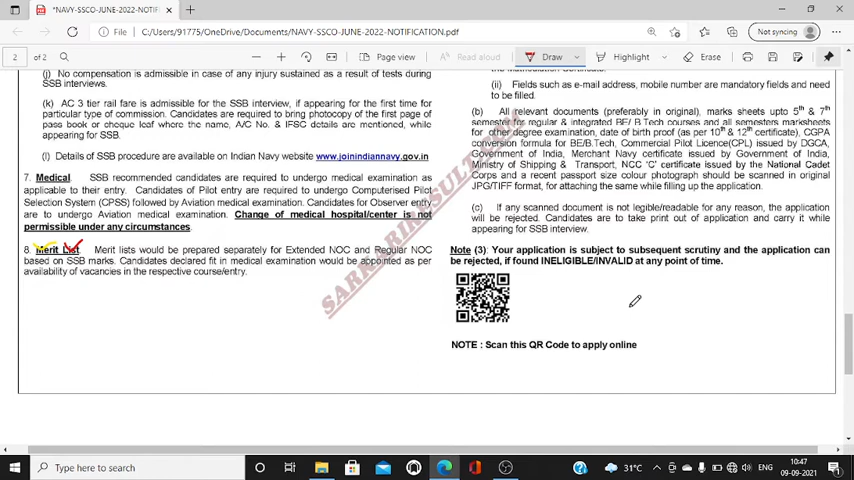 *NAVY-SSCO-JUNE-2022-NOTIFICATI
File
C:/Users/91775/OneDrive/Documents/NAVY-SSCO-JUNE-2022-NOTIFICATION.pdf
Not syncing
2
of 2
Page view
Read aloud
Draw
Highlight
Erase
(j) No compensation is admissible in case of any injury sustained as a result of tests during
SSB interviews.
(k) AC 3 tier rail fare is admissible for the SSB interview, if appearing for the first time for
particular type of commission. Candidates are required to bring photocopy of the first page of
pass book or cheque leaf where the name, A/C No. & IFSC details are mentioned, while
appearing for SSB.
(l) Details of SSB procedure are available on Indian Navy website www.joinindiannavy.gov.in
7. Medical. SSB recommended candidates are required to undergo medical examination as
applicable to their entry. Candidates of Pilot entry are required to undergo Computerised Pilot
Selection System (CPSS) followed by Aviation medical examination. Candidates for Observer entry
are to undergo Aviation medical examination. Change of medical hospital/center is not
permissible under any circumstances.
8. Merit List. Merit lists would be prepared separately for Extended NOC and Regular NOC
based on SSB marks. Candidates declared fit in medical examination would be appointed as per
availability of vacancies in the respective course/entry.
(ii) Fields such as e-mail address, mobile number are mandatory fields and need
to be filled.
(b) All relevant documents (preferably in original), marks sheets upto 5th & 7th
semester for regular & integrated BE/ B.Tech courses and all semesters marksheets
for other degree examination, date of birth proof (as per 10th & 12th certificate), CGPA
conversion formula for BE/B.Tech, Commercial Pilot Licence(CPL) issued by DGCA,
Government of India, Merchant Navy certificate issued by Government of India,
Ministry of Shipping & Transport, NCC 'C' certificate issued by the National Cadet
Corps and a recent passport size colour photograph should be scanned in original
JPG/TIFF format, for attaching the same while filling up the application.
(c) If any scanned document is not legible/readable for any reason, the application
will be rejected. Candidates are to take print out of application and carry it while
appearing for SSB interview.
Note (3): Your application is subject to subsequent scrutiny and the application can
be rejected, if found INELIGIBLE/INVALID at any point of time.
NOTE : Scan this QR Code to apply online
Type here to search
31°C
ENG
10:47
09-09-2021